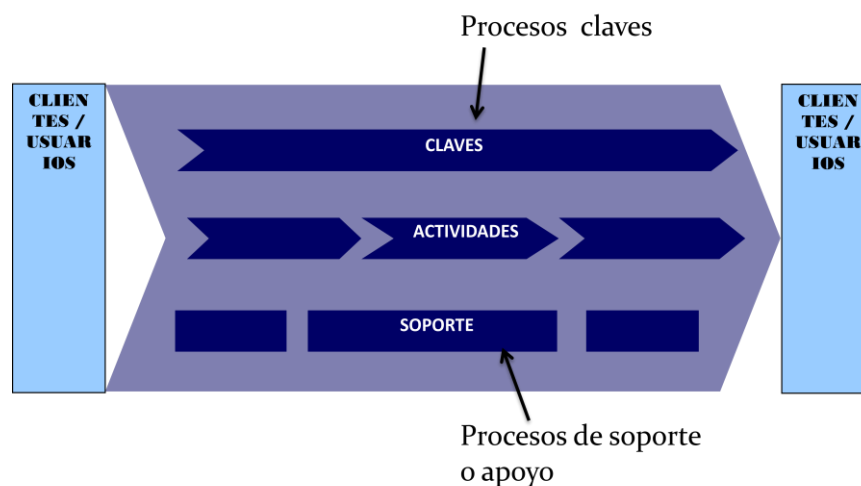 Procesos claves
CLIEN
TES /
USUAR
IOS
CLIEN
TES /
USUAR
IOS
CLAVES
ACTIVIDADES
SOPORTE
Procesos de soporte
o apoyo